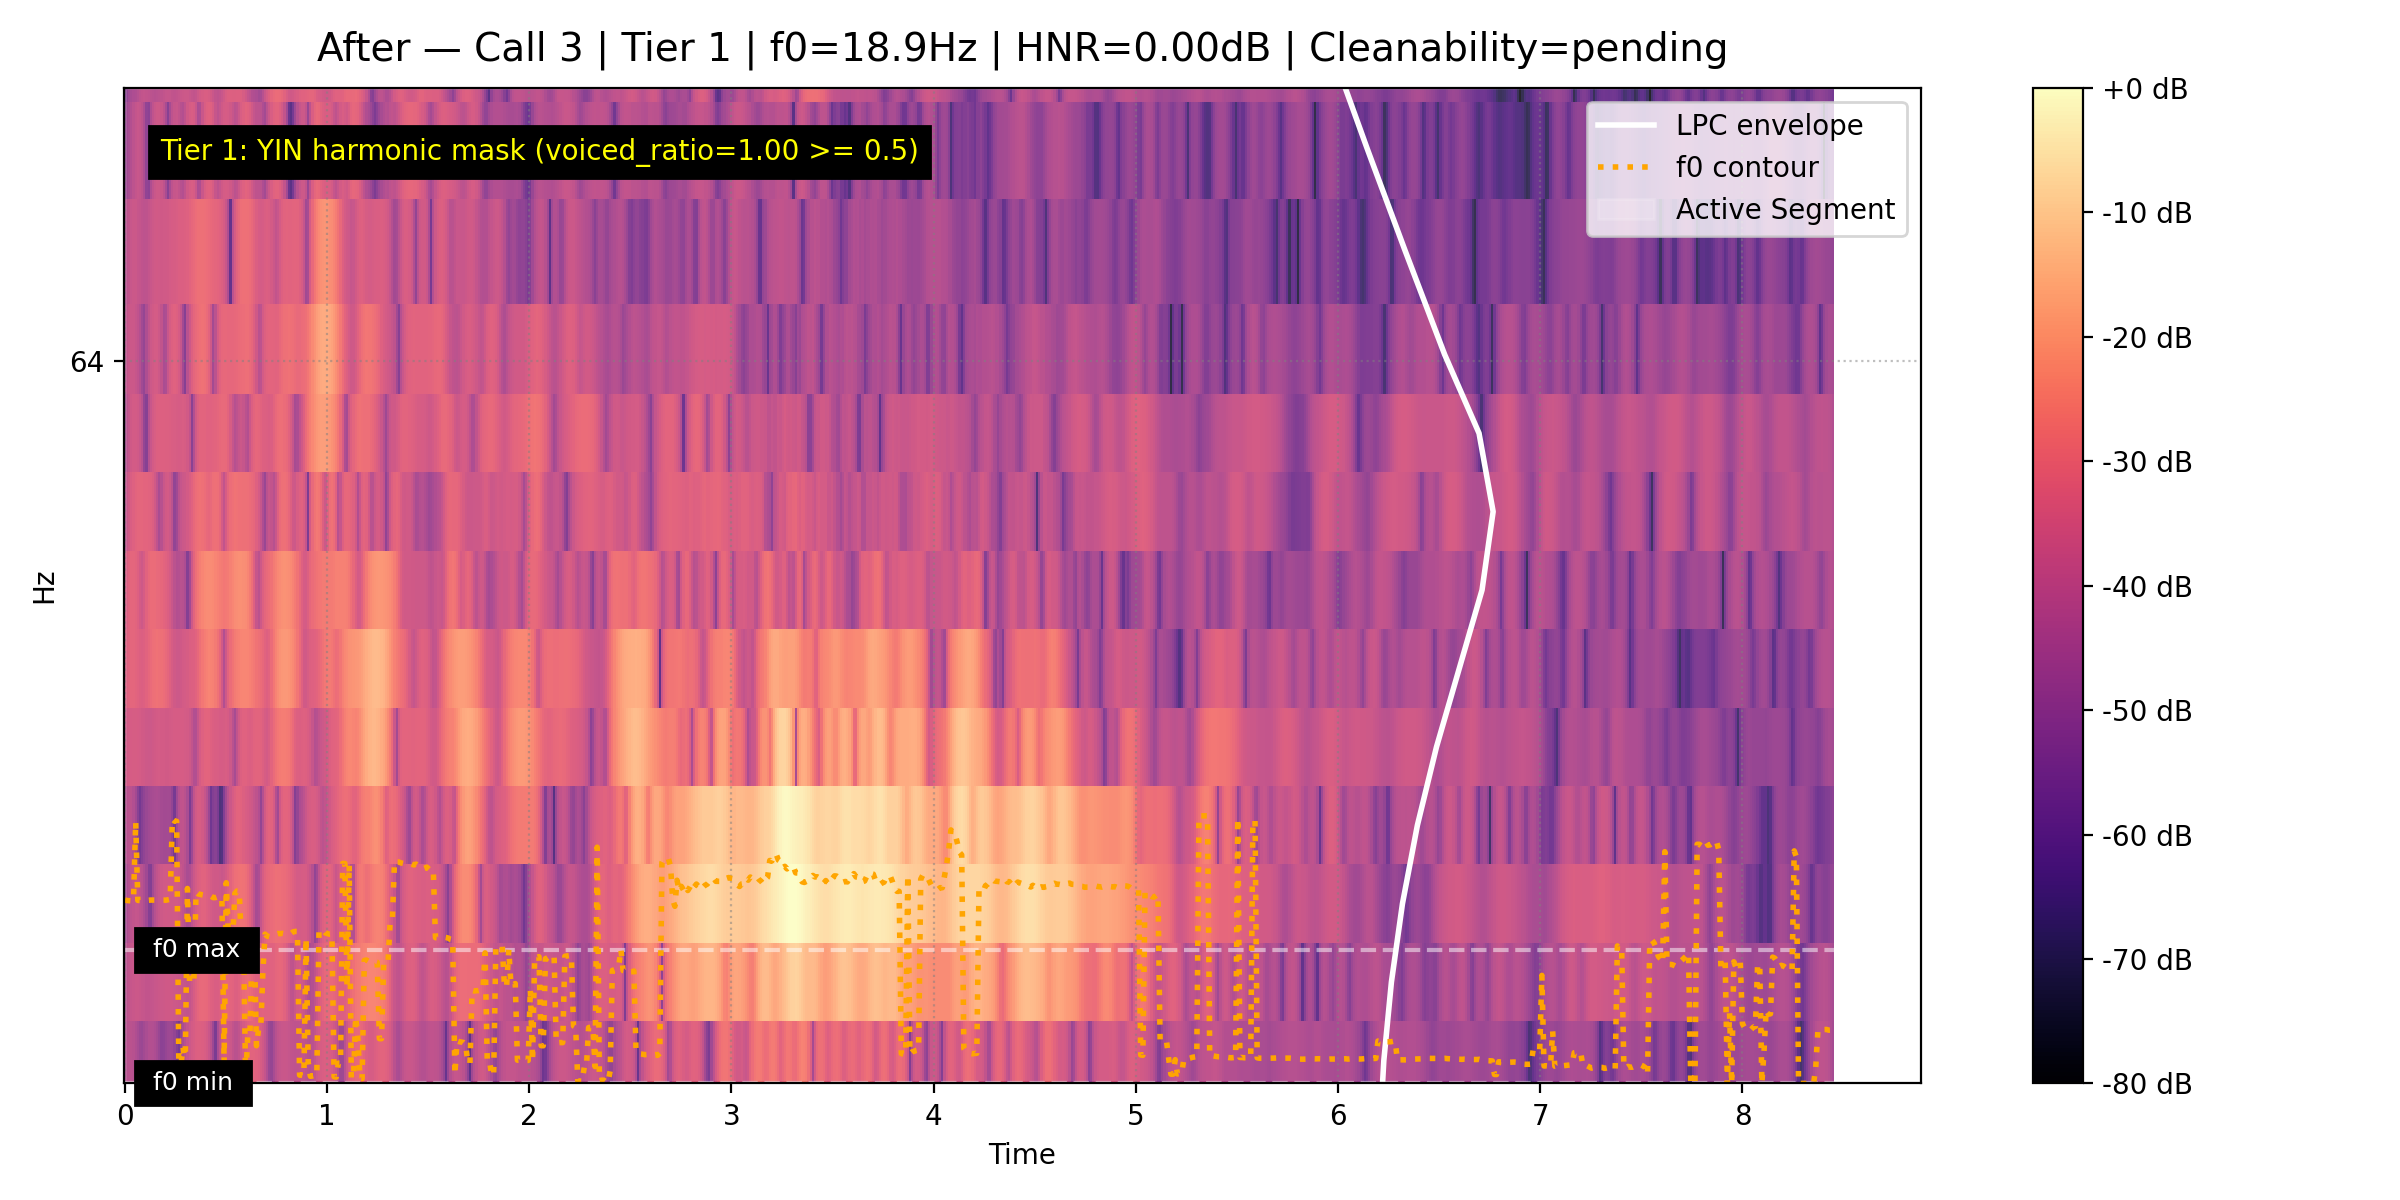 After — Call 3 | Tier 1 | f0=18.9Hz | HNR=0.00dB | Cleanability=pending
Tier 1: YIN harmonic mask (voiced_ratio=1.00 >= 0.5)
LPC envelope
f0 contour
Active Segment
64
Hz
f0 max
f0 min
0 1 2 3 4 5 6 7 8
Time
+0 dB
-10 dB
-20 dB
-30 dB
-40 dB
-50 dB
-60 dB
-70 dB
-80 dB